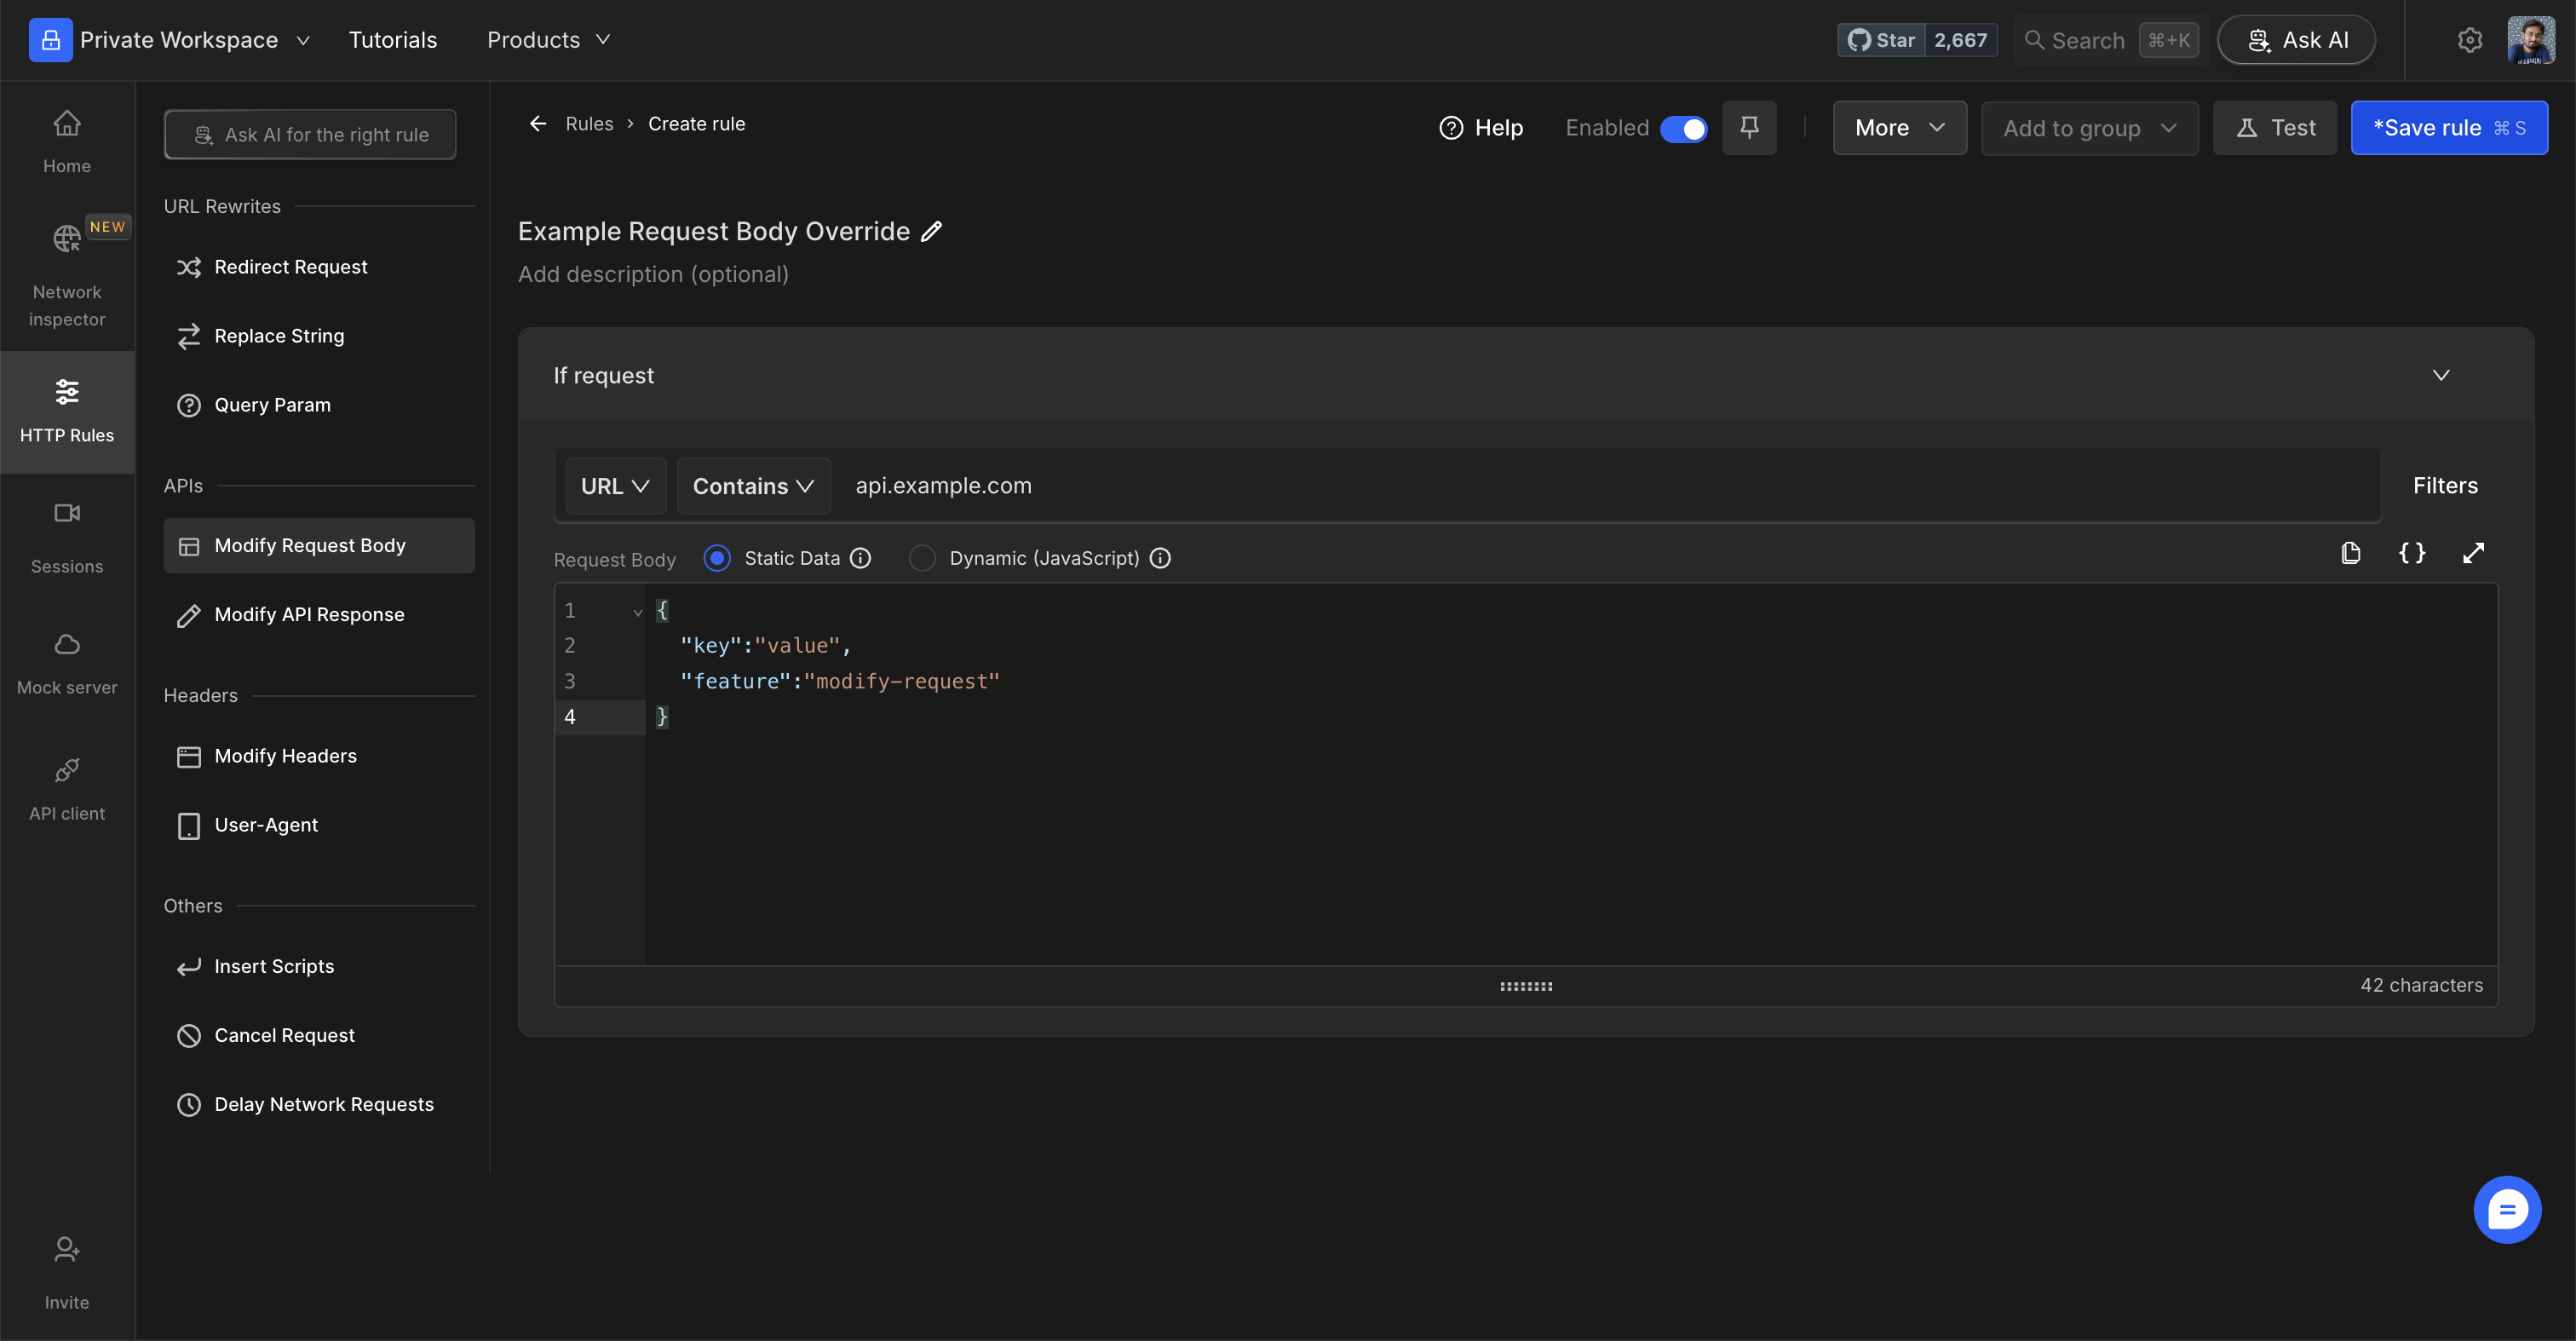 Private Workspace
Tutorials
Products
Star 2,667
Search ⌘+K
Ask AI
Home
NEW
Network
inspector
HTTP Rules
Sessions
Mock server
API client
Invite
Ask AI for the right rule
URL Rewrites
Redirect Request
Replace String
Query Param
APIs
Modify Request Body
Modify API Response
Headers
Modify Headers
User-Agent
Others
Insert Scripts
Cancel Request
Delay Network Requests
Rules > Create rule
Help
Enabled
More
Add to group
Test
*Save rule ⌘ S
Example Request Body Override
Add description (optional)
If request
URL Contains api.example.com
Filters
Request Body Static Data Dynamic (JavaScript)
1 {
2 "key":"value",
3 "feature":"modify-request"
4 }
42 characters